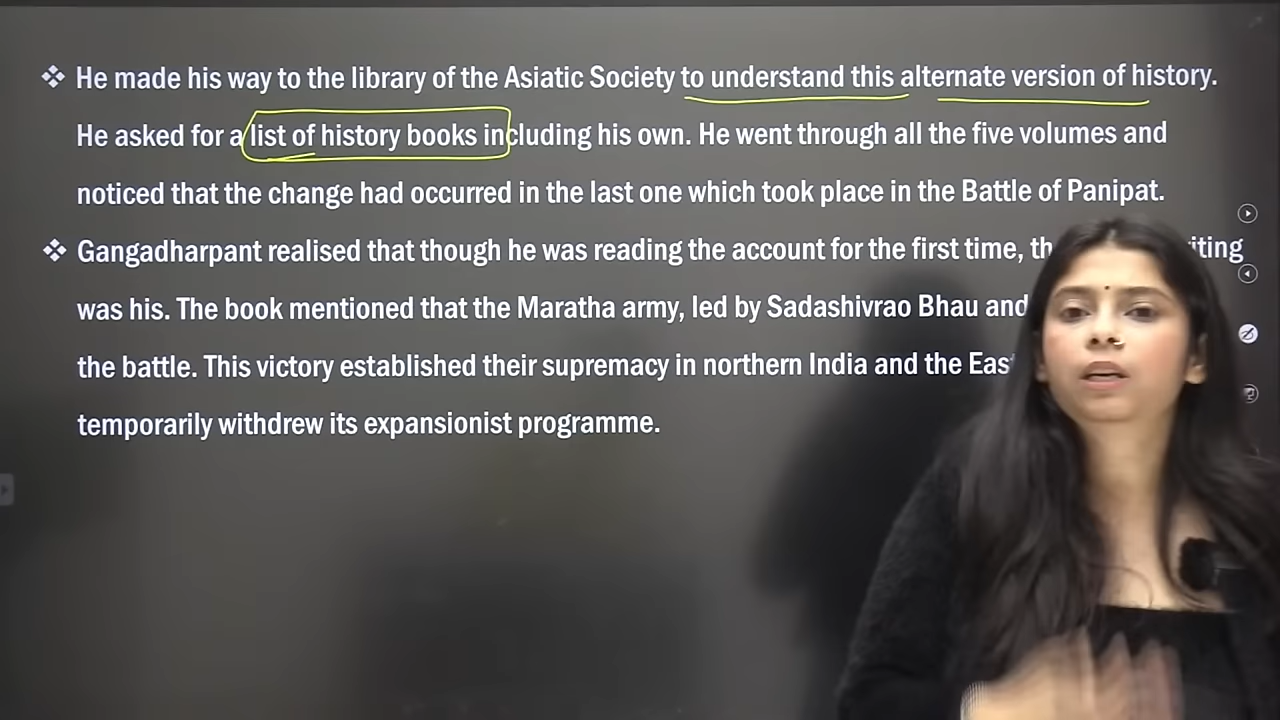 ❖ He made his way to the library of the Asiatic Society to understand this alternate version of history.
He asked for a list of history books including his own. He went through all the five volumes and
noticed that the change had occurred in the last one which took place in the Battle of Panipat.
❖ Gangadharpant realised that though he was reading the account for the first time,
was his. The book mentioned that the Maratha army, led by Sadashivrao Bhau and
the battle. This victory established their supremacy in northern India and the
temporarily withdrew its expansionist programme.